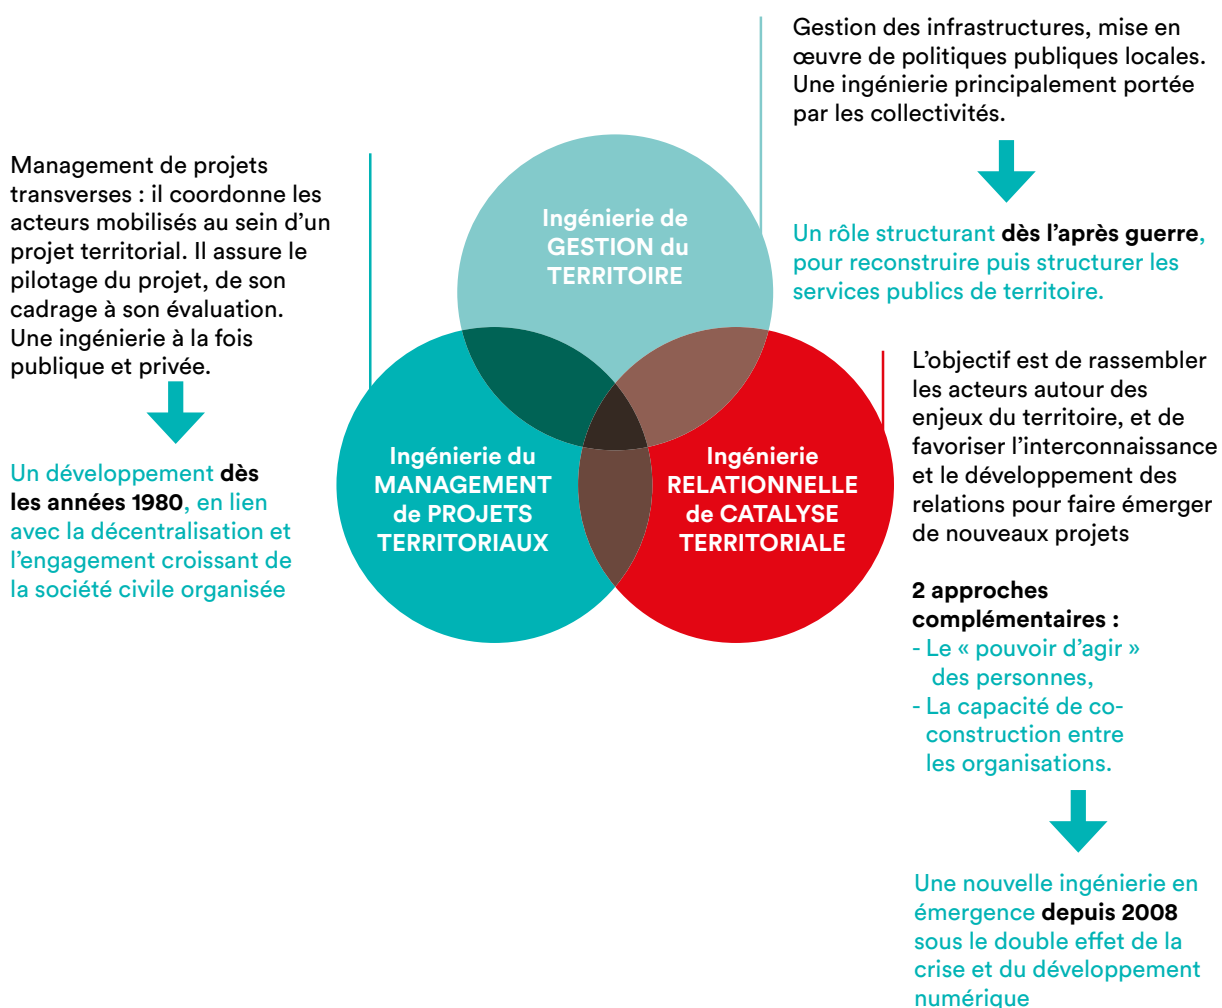 Gestion des infrastructures, mise en
œuvre de politiques publiques locales.
Une ingénierie principalement portée
par les collectivités.
Un rôle structurant dès l’après guerre,
pour reconstruire puis structurer les
services publics de territoire.
Management de projets
transverses : il coordonne les
acteurs mobilisés au sein d’un
projet territorial. Il assure le
pilotage du projet, de son
cadrage à son évaluation.
Une ingénierie à la fois
publique et privée.
Un développement dès
les années 1980, en lien
avec la décentralisation et
l’engagement croissant de
la société civile organisée
Ingénierie de
GESTION du
TERRITOIRE
Ingénierie du
MANAGEMENT
de PROJETS
TERRITORIAUX
Ingénierie
RELATIONNELLE
de CATALYSE
TERRITORIALE
L’objectif est de rassembler
les acteurs autour des
enjeux du territoire, et de
favoriser l’interconnaissance
et le développement des
relations pour faire émerger
de nouveaux projets
2 approches
complémentaires :
- Le « pouvoir d’agir »
des personnes,
- La capacité de co-
construction entre
les organisations.
Une nouvelle ingénierie en
émergence depuis 2008
sous le double effet de la
crise et du développement
numérique